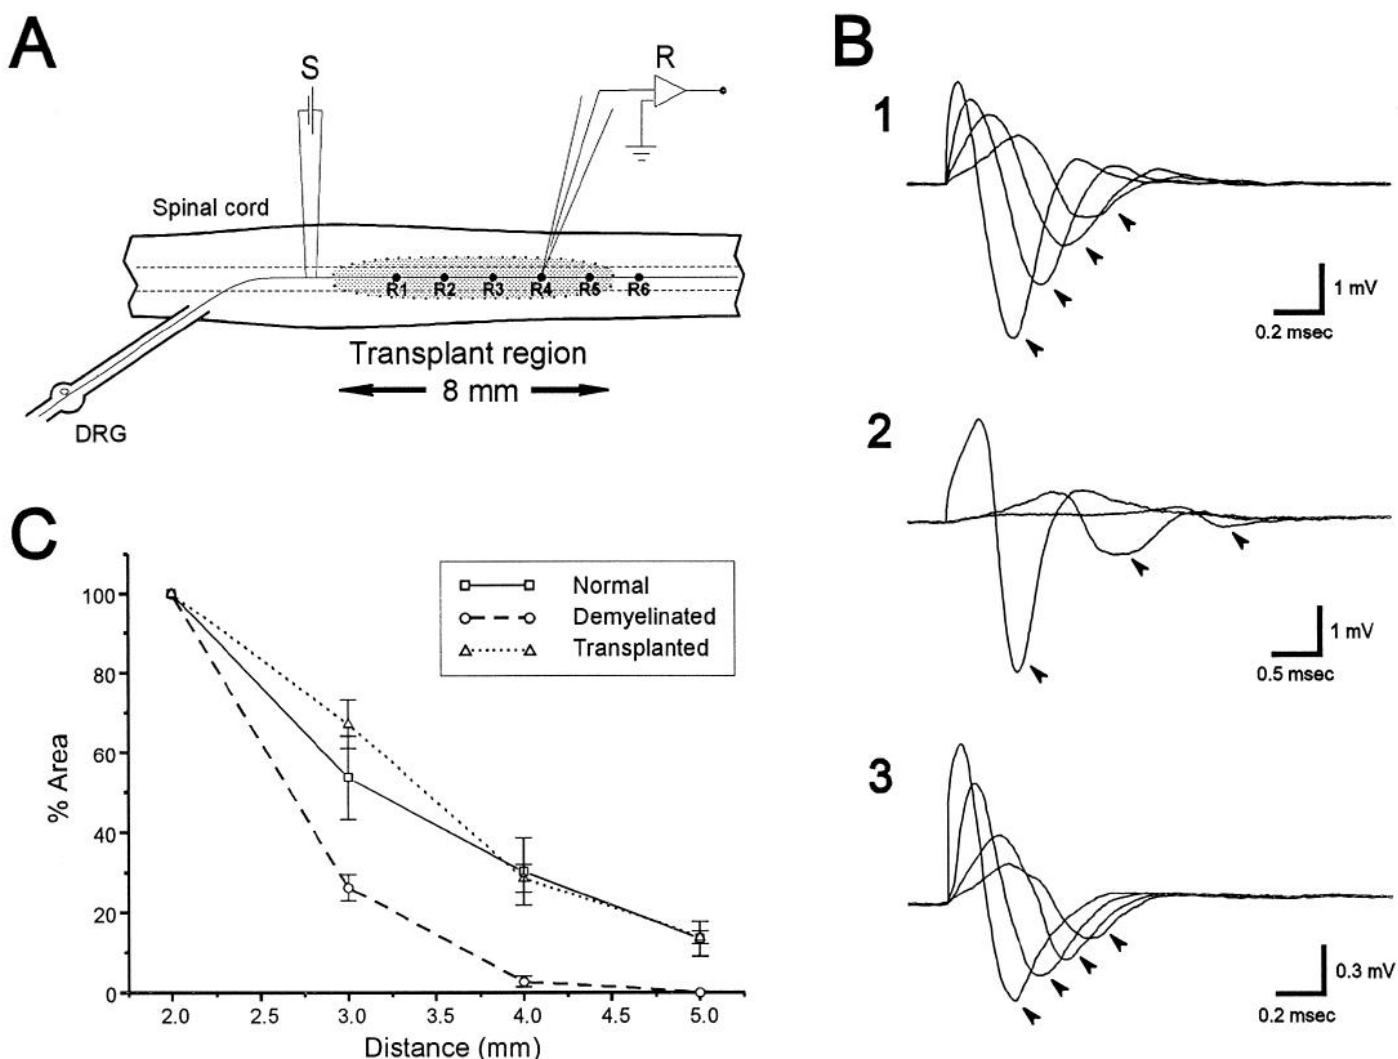 A
S
R
Spinal cord
R1 R2 R3 R4 R5 R6
Transplant region
8 mm
DRG
B
1
1 mV
0.2 msec
2
1 mV
0.5 msec
3
0.3 mV
0.2 msec
C
Normal
Demyelinated
Transplanted
% Area
100
80
60
40
20
0
2.0 2.5 3.0 3.5 4.0 4.5 5.0
Distance (mm)